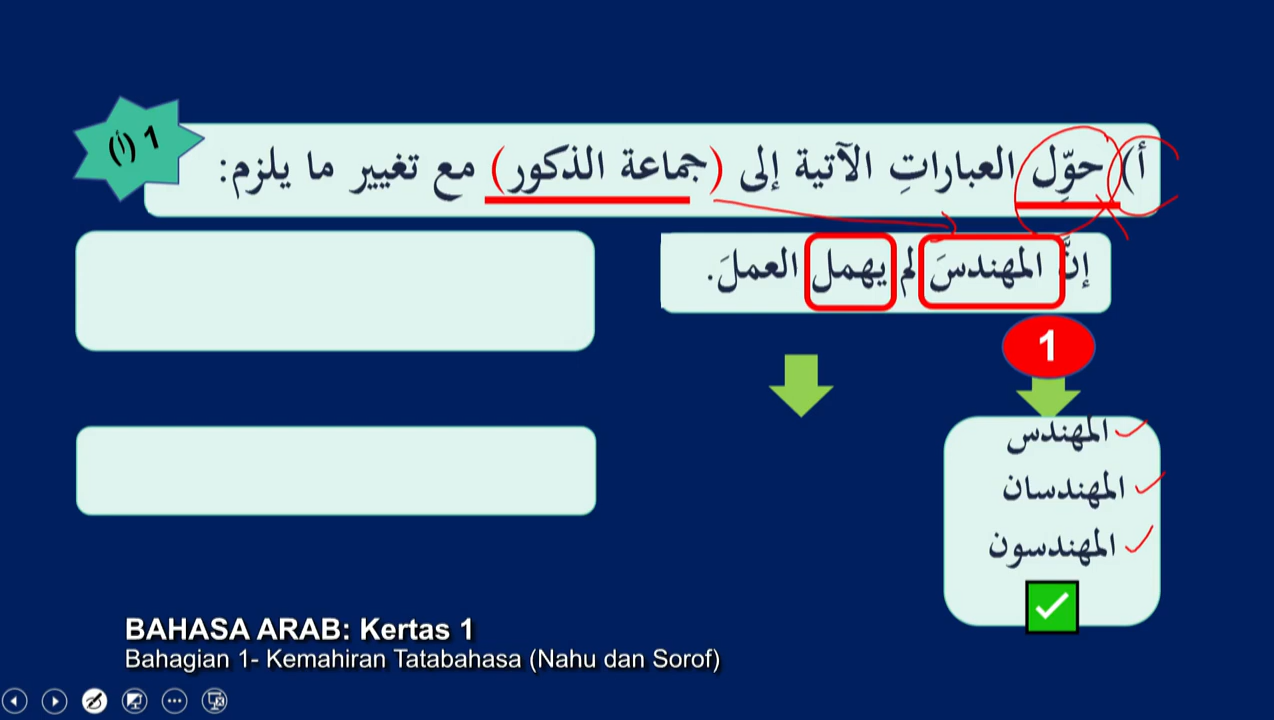 1 (أ)
أ) حوِّل العباراتِ الآتية إلى (جماعة الذكور) مع تغيير ما يلزم:
إنَّ المهندسَ لم يهمل العملَ.
1
المهندس
المهندسان
المهندسون
BAHASA ARAB: Kertas 1
Bahagian 1- Kemahiran Tatabahasa (Nahu dan Sorof)